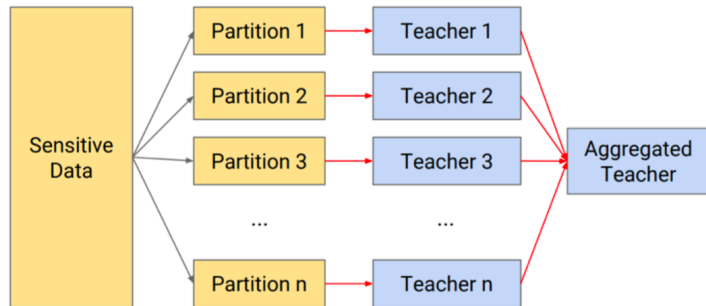 Sensitive
Data
Partition 1
Teacher 1
Partition 2
Teacher 2
Partition 3
Teacher 3
...
...
Partition n
Teacher n
Aggregated
Teacher